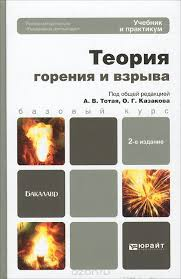 Учебник
и практикум
Теория
горения и взрыва
Под общей редакцией
А. В. Тотая, О. Г. Казакова
базовый курс
2-е издание
Бакалавр
юрайт